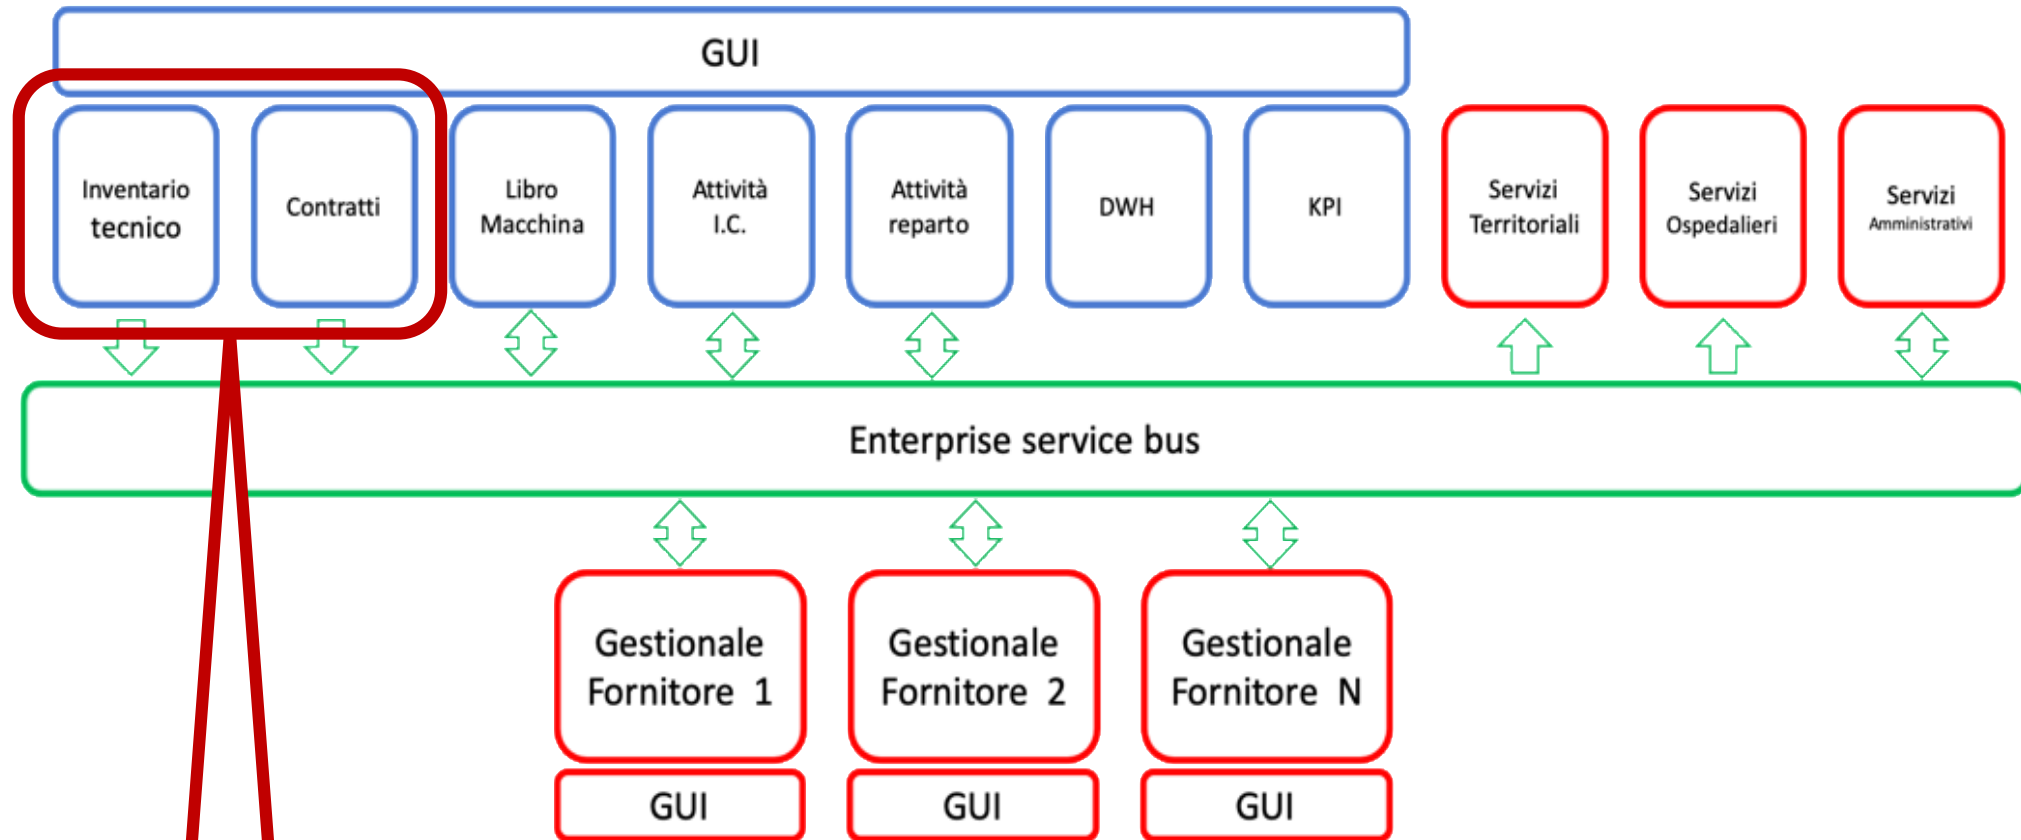 GUI
Inventario
tecnico
Contratti
Libro
Macchina
Attività
I.C.
Attività
reparto
DWH
KPI
Servizi
Territoriali
Servizi
Ospedalieri
Servizi
Amministrativi
Enterprise service bus
Gestionale
Fornitore 1
Gestionale
Fornitore 2
Gestionale
Fornitore N
GUI
GUI
GUI